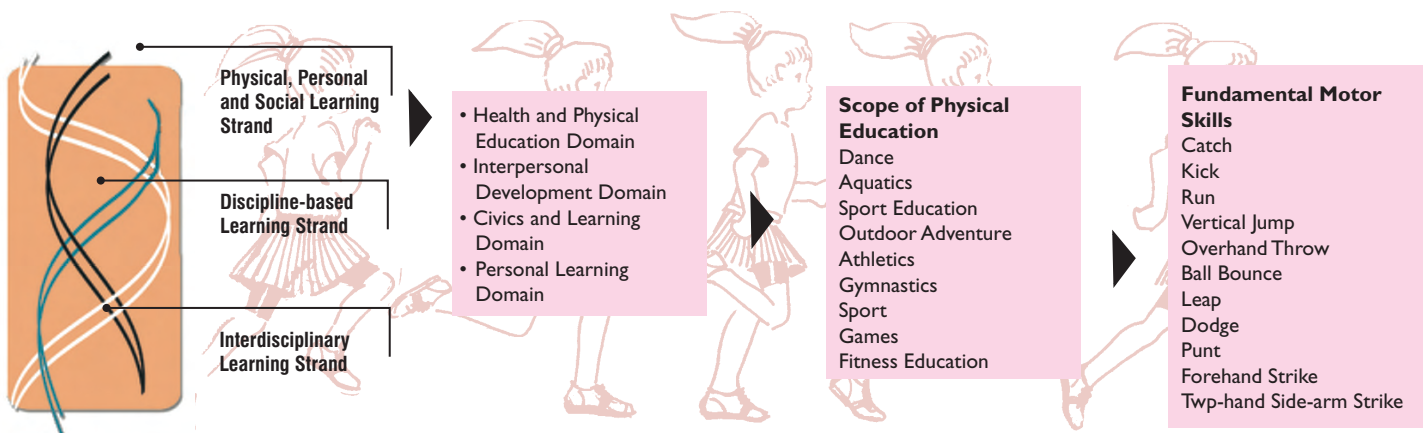 Physical, Personal
and Social Learning
Strand
Discipline-based
Learning Strand
Interdisciplinary
Learning Strand
• Health and Physical
Education Domain
• Interpersonal
Development Domain
• Civics and Learning
Domain
• Personal Learning
Domain
Scope of Physical
Education
Dance
Aquatics
Sport Education
Outdoor Adventure
Athletics
Gymnastics
Sport
Games
Fitness Education
Fundamental Motor
Skills
Catch
Kick
Run
Vertical Jump
Overhand Throw
Ball Bounce
Leap
Dodge
Punt
Forehand Strike
Twp-hand Side-arm Strike